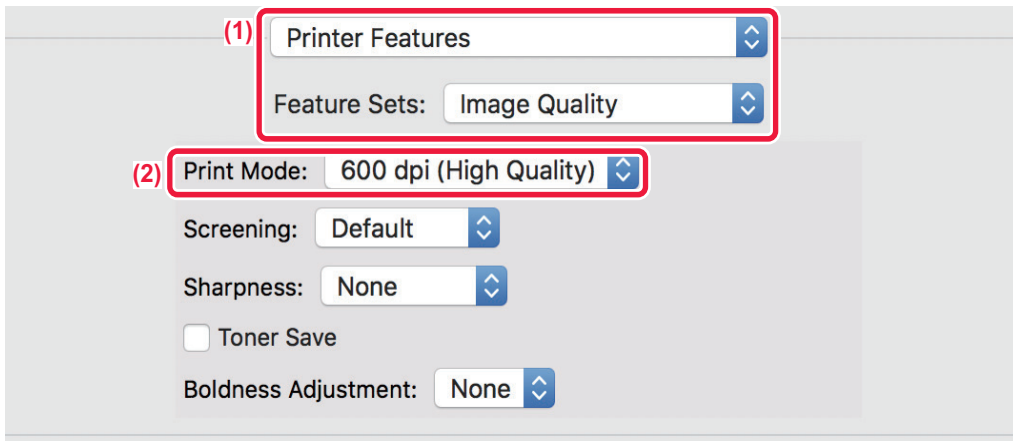 (1) Printer Features
Feature Sets: Image Quality
(2) Print Mode: 600 dpi (High Quality)
Screening: Default
Sharpness: None
Toner Save
Boldness Adjustment: None